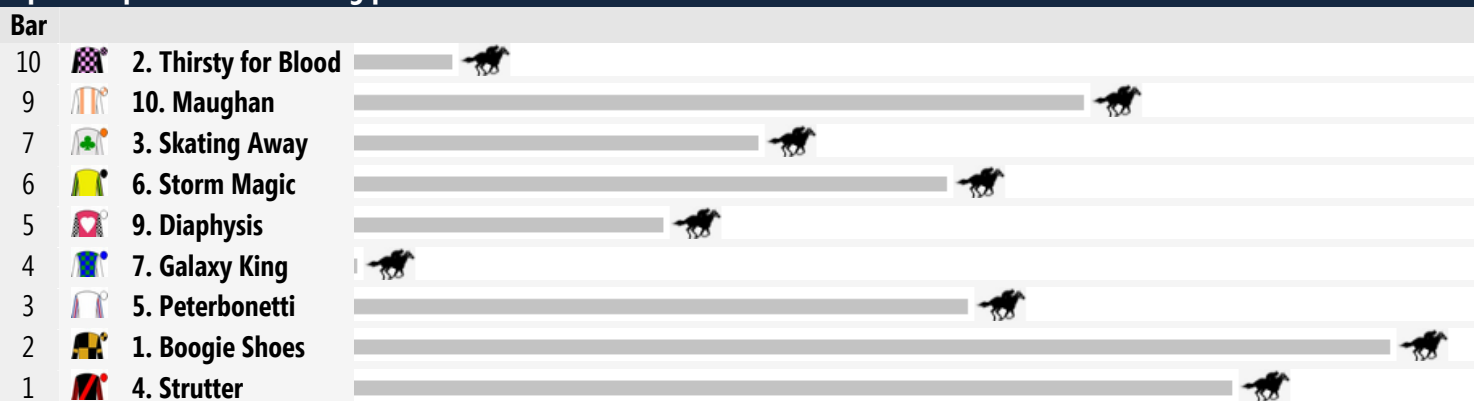 Bar
10 2. Thirsty for Blood
9 10. Maughan
7 3. Skating Away
6 6. Storm Magic
5 9. Diaphysis
4 7. Galaxy King
3 5. Peterbonetti
2 1. Boogie Shoes
1 4. Strutter